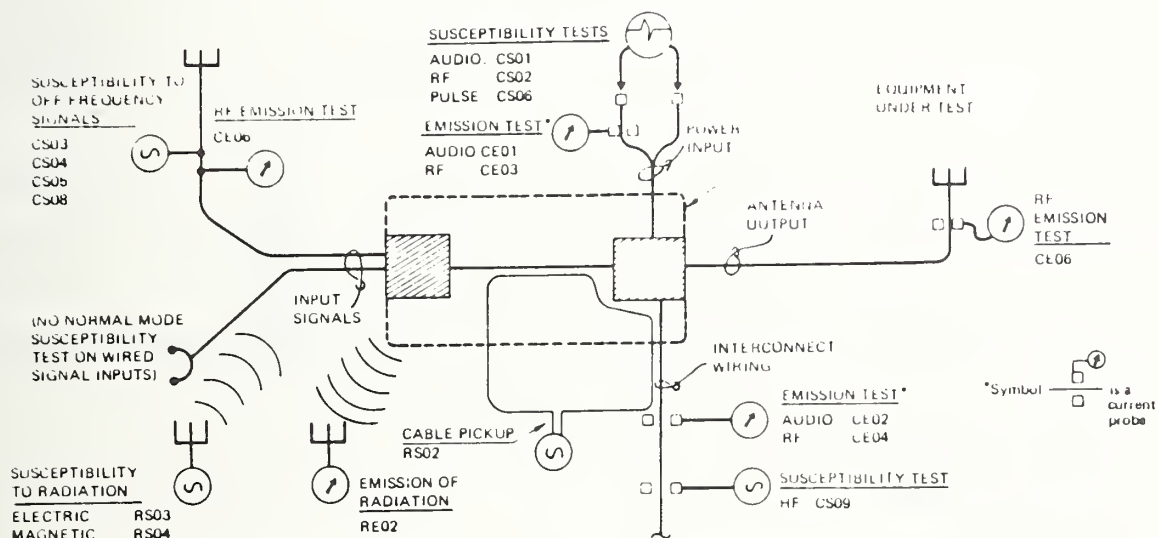 SUSCEPTIBILITY TO
OFF FREQUENCY
SIGNALS
CS03
CS04
CS05
CS08
RF EMISSION TEST
CE06
SUSCEPTIBILITY TESTS
AUDIO. CS01
RF CS02
PULSE CS06
EMISSION TEST*
AUDIO CE01
RF CE03
POWER
INPUT
EQUIPMENT
UNDER TEST
ANTENNA
OUTPUT
RF
EMISSION
TEST
CE06
INPUT
SIGNALS
(NO NORMAL MODE
SUSCEPTIBILITY
TEST ON WIRED
SIGNAL INPUTS)
INTERCONNECT
WIRING
EMISSION TEST*
AUDIO CE02
RF CE04
*Symbol is a
current
probe
CABLE PICKUP
RS02
SUSCEPTIBILITY
TO RADIATION
ELECTRIC RS03
MAGNETIC RS04
EMISSION OF
RADIATION
RE02
SUSCEPTIBILITY TEST
RF CS09